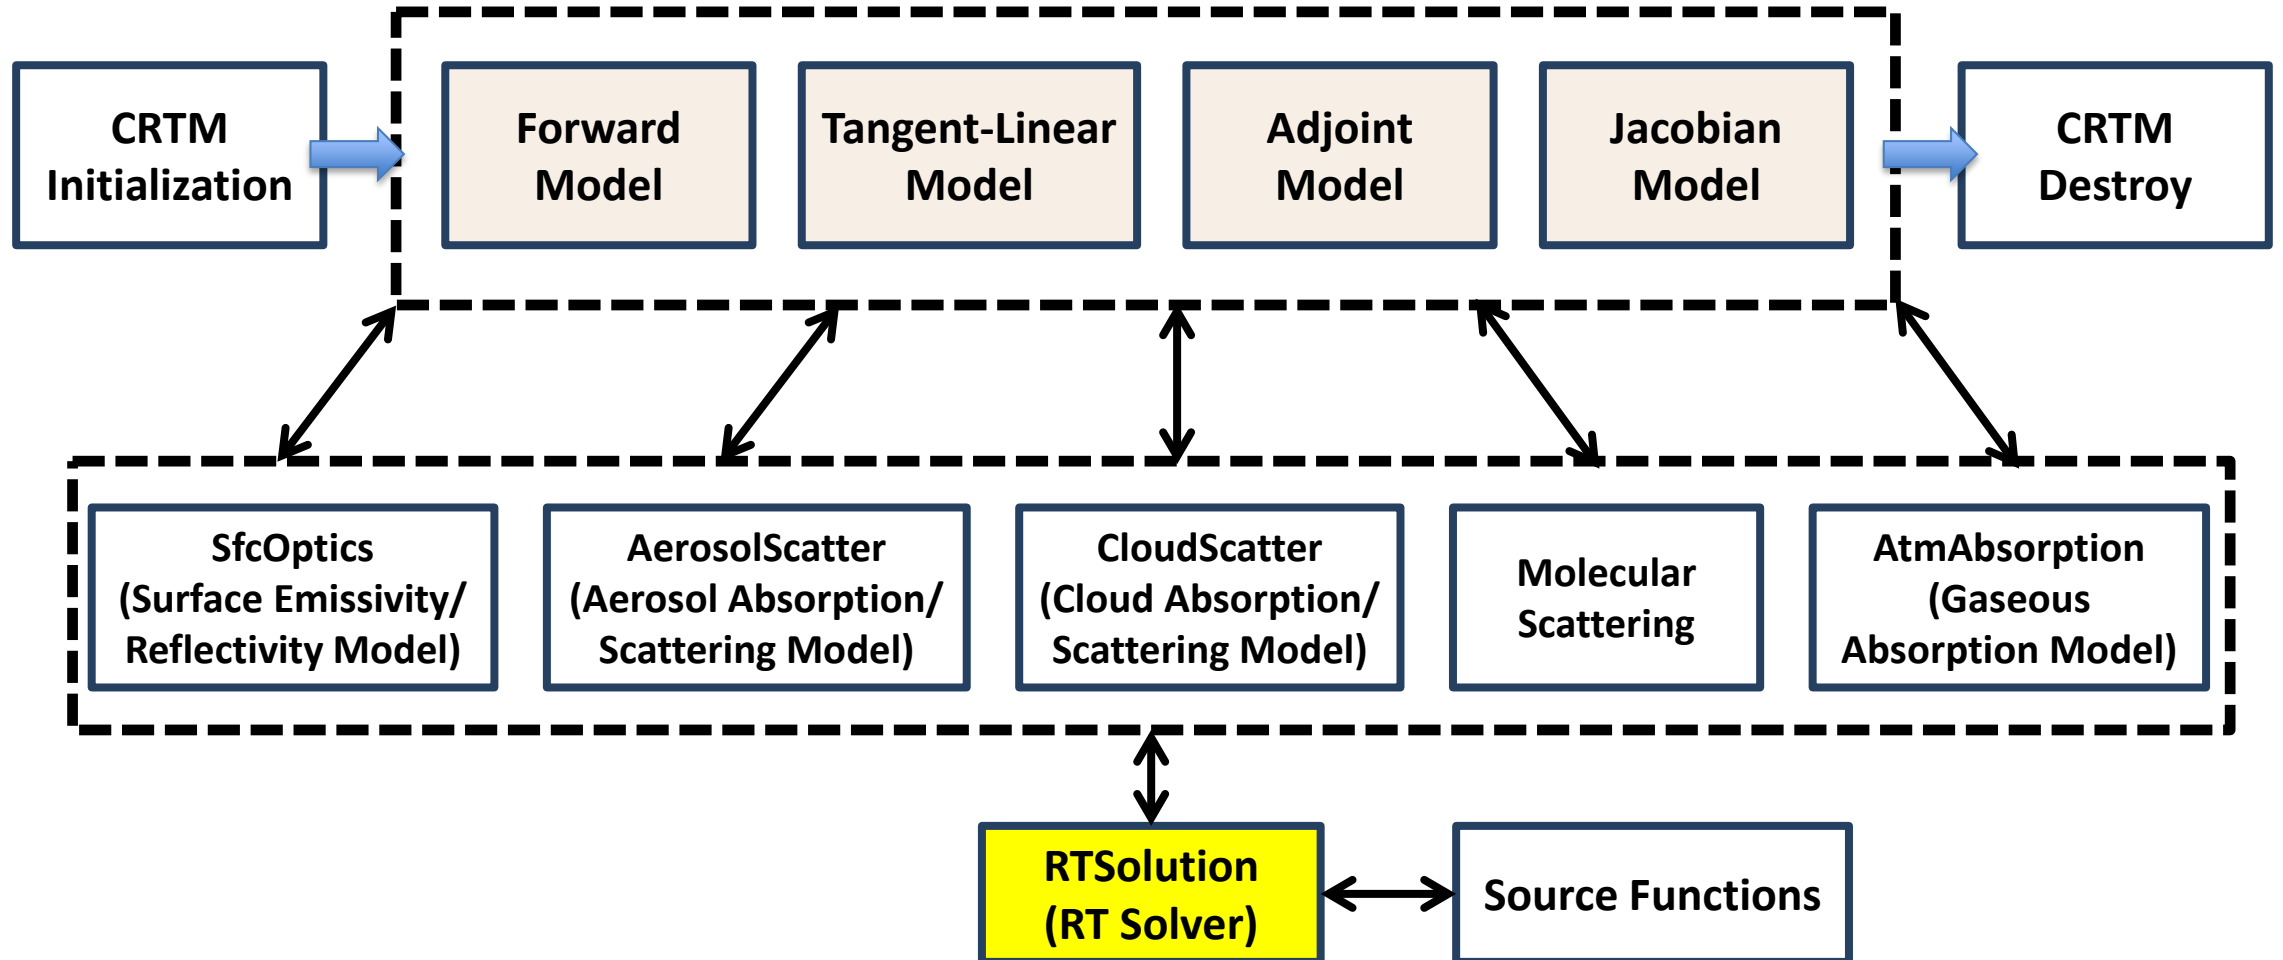 CRTM
Initialization
Forward
Model
Tangent-Linear
Model
Adjoint
Model
Jacobian
Model
CRTM
Destroy
SfcOptics
(Surface Emissivity/
Reflectivity Model)
AerosolScatter
(Aerosol Absorption/
Scattering Model)
CloudScatter
(Cloud Absorption/
Scattering Model)
Molecular
Scattering
AtmAbsorption
(Gaseous
Absorption Model)
RTSolution
(RT Solver)
Source Functions